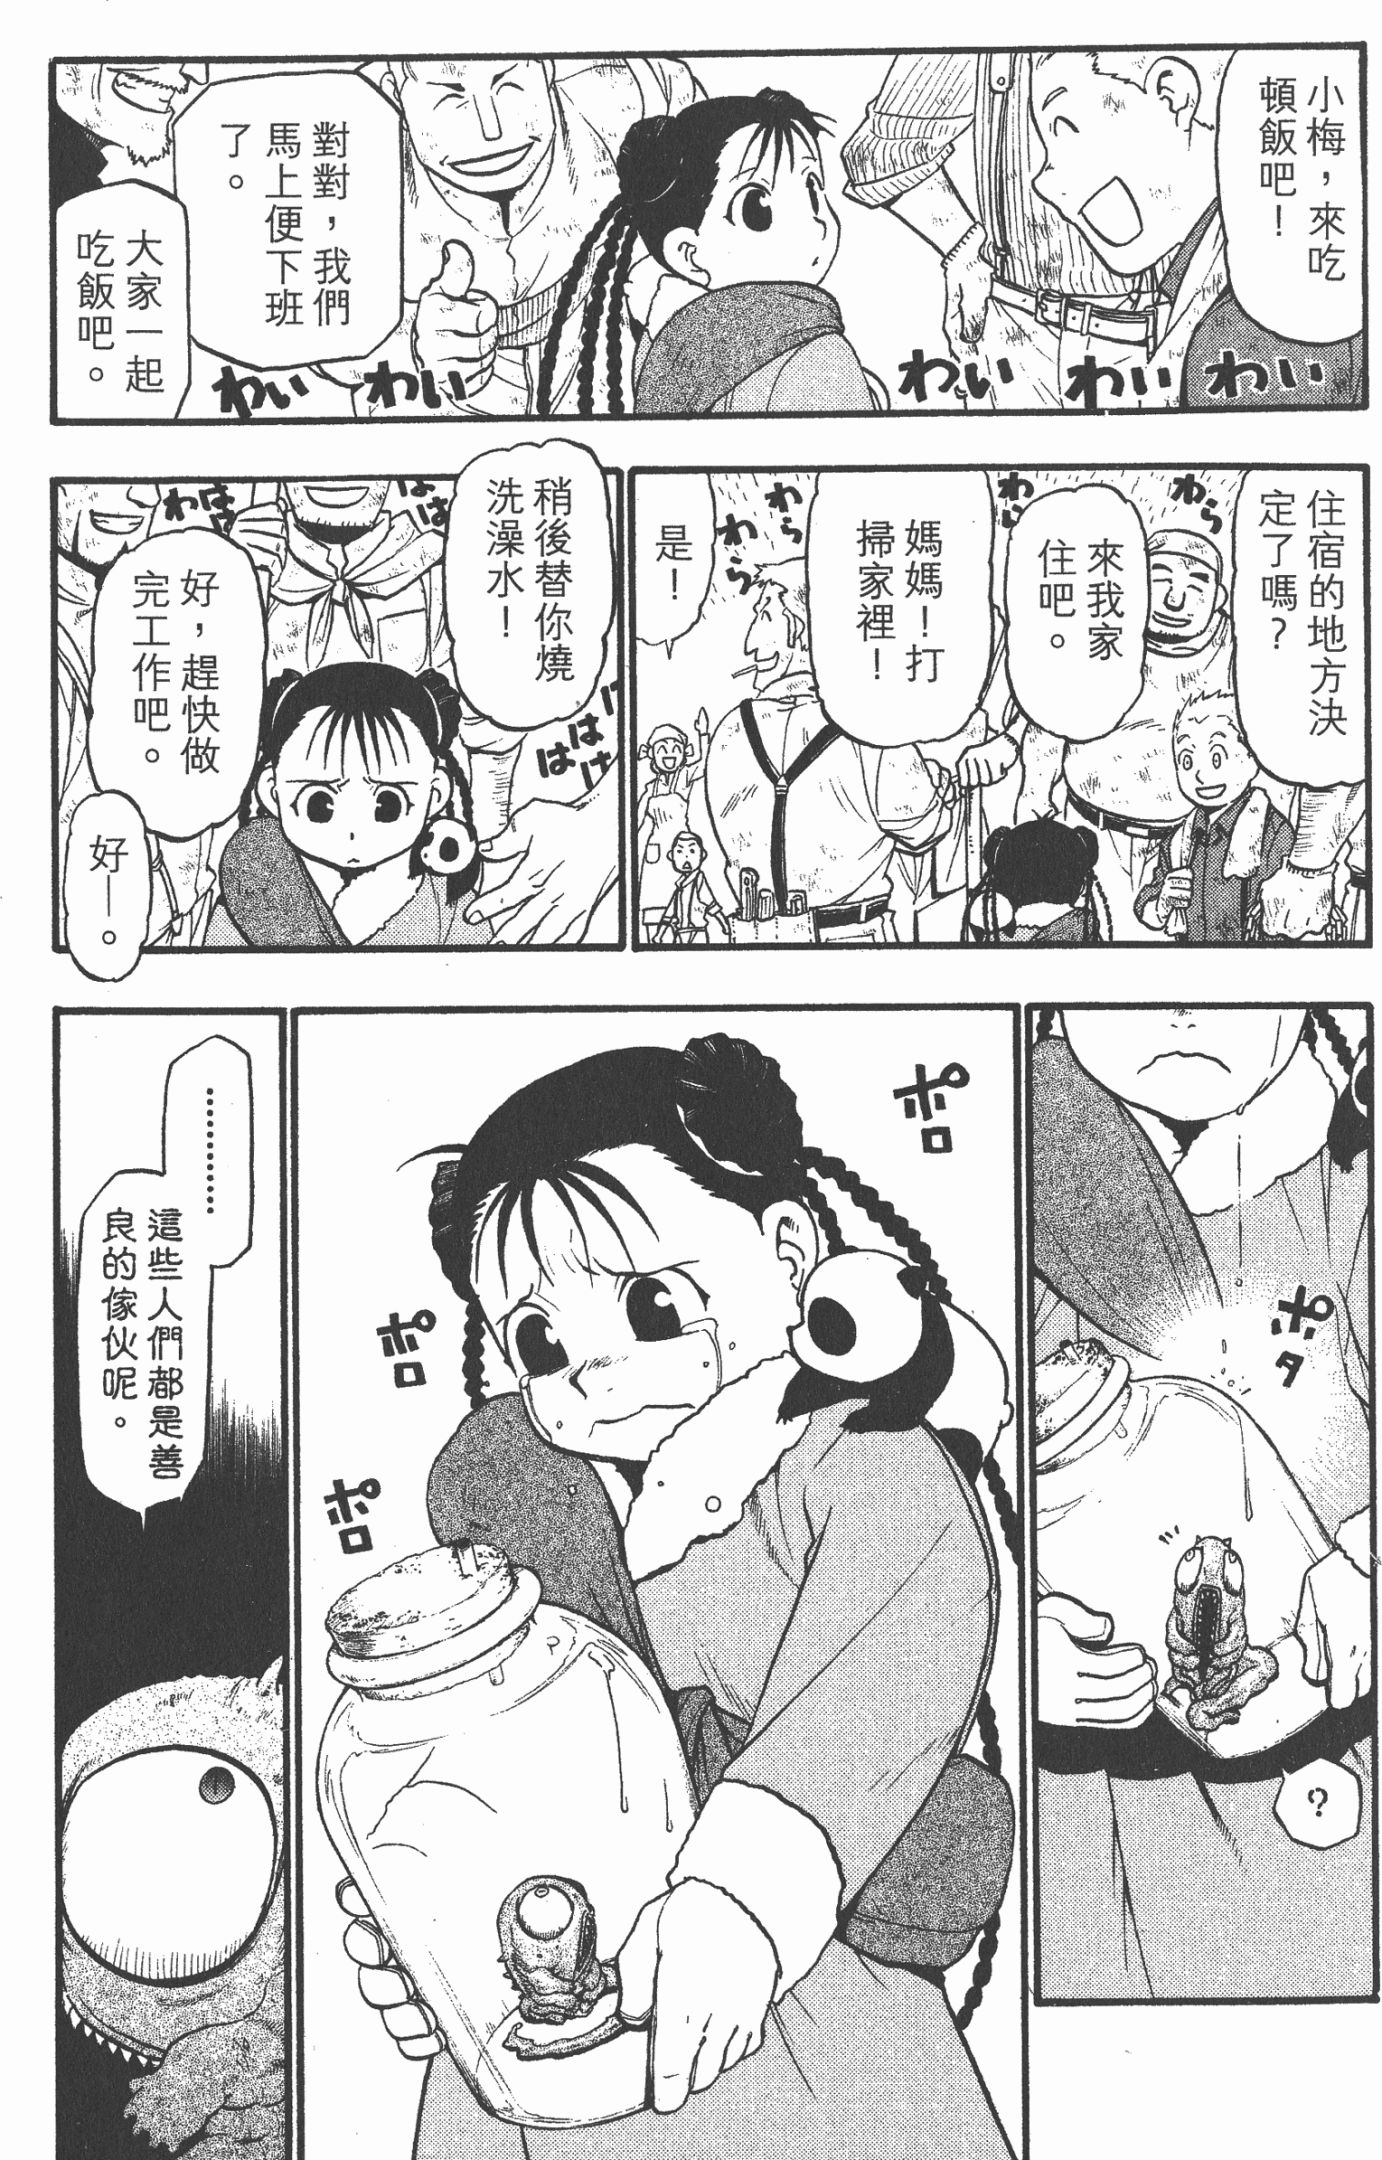 小梅，來吃
頓飯吧！
對對，我們
馬上便下班
了。
大家一起
吃飯吧。
わい
わい
わい
わい
わい
住宿的地方決
定了嗎？
來我家
住吧。
媽媽！打
掃家裡！
是！
わら
わら
わら
わら
稍後替你燒
洗澡水！
好，趕快做
完工作吧。
好—。
わは
はは
はは
はは
ポタ
？
ポロ
ポロ
ポロ
………
這些人們都是善
良的傢伙呢。